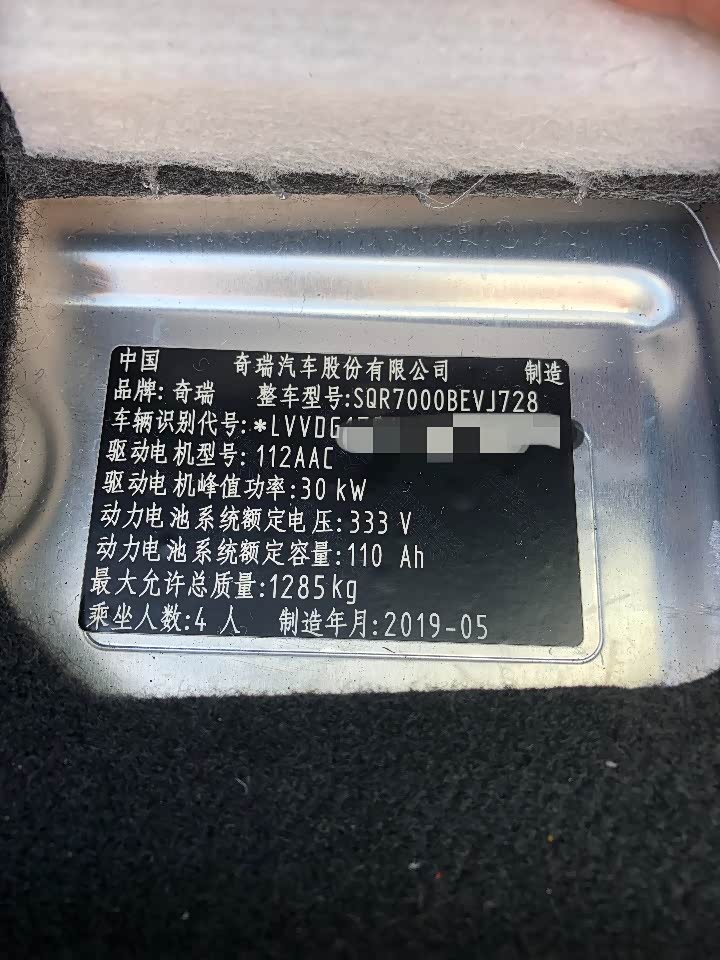 中国 奇瑞汽车股份有限公司 制造
品牌: 奇瑞 整车型号:SQR7000BEVJ728
车辆识别代号:*LVVDG
驱动电机型号: 112AAC
驱动电机峰值功率:30 kW
动力电池系统额定电压:333 V
动力电池系统额定容量:110 Ah
最大允许总质量:1285kg
乘坐人数:4 人 制造年月:2019-05